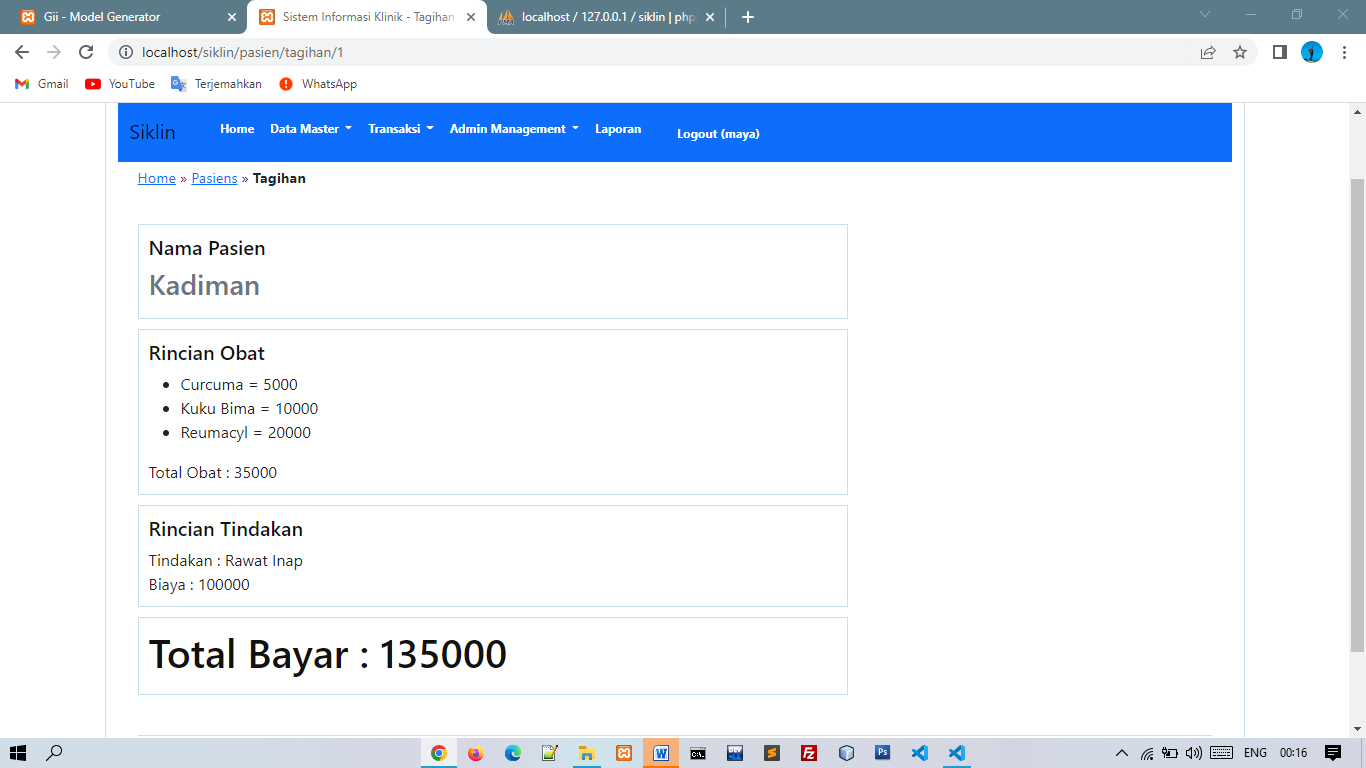 Gii - Model Generator
Sistem Informasi Klinik - Tagihan
localhost / 127.0.0.1 / siklin | php
localhost/siklin/pasien/tagihan/1
Gmail YouTube Terjemahkan WhatsApp
Siklin Home Data Master Transaksi Admin Management Laporan Logout (maya)
Home » Pasiens » Tagihan
Nama Pasien
Kadiman
Rincian Obat
• Curcuma = 5000
• Kuku Bima = 10000
• Reumacyl = 20000
Total Obat : 35000
Rincian Tindakan
Tindakan : Rawat Inap
Biaya : 100000
Total Bayar : 135000
ENG 00:16